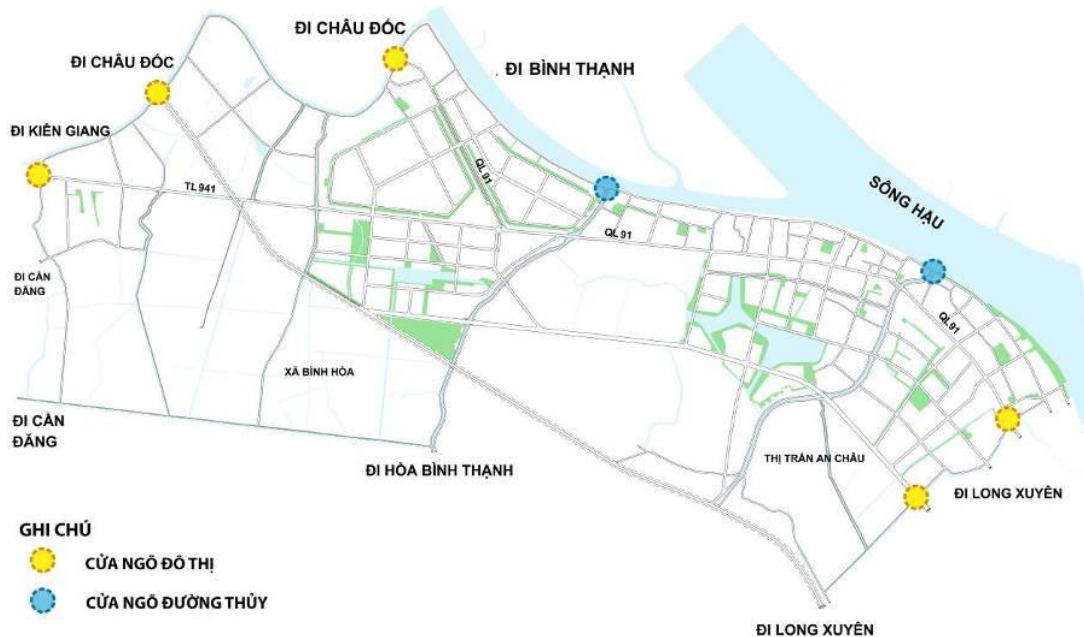 ĐI CHÂU ĐỐC
ĐI CHÂU ĐỐC
ĐI BÌNH THẠNH
ĐI KIÊN GIANG
TL 941
QL 91
SÔNG HẬU
QL 91
ĐI CẦN
ĐĂNG
QL 91
XÃ BÌNH HÒA
ĐI CẦN
ĐĂNG
ĐI HÒA BÌNH THẠNH
THỊ TRẤN AN CHÂU
ĐI LONG XUYÊN
GHI CHÚ
CỬA NGÕ ĐÔ THỊ
CỬA NGÕ ĐƯỜNG THỦY
ĐI LONG XUYÊN